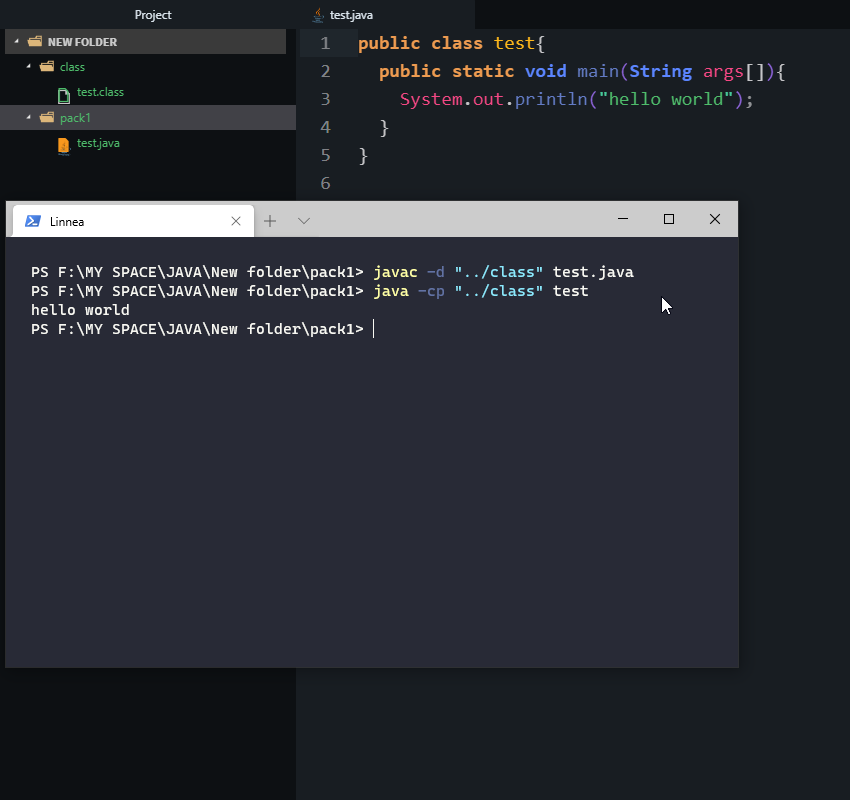 Project
test.java
NEW FOLDER
class
test.class
pack1
test.java
1 public class test{
2 public static void main(String args[]){
3 System.out.println("hello world");
4 }
5 }
6
Linnea
PS F:\MY SPACE\JAVA\New folder\pack1> javac -d "../class" test.java
PS F:\MY SPACE\JAVA\New folder\pack1> java -cp "../class" test
hello world
PS F:\MY SPACE\JAVA\New folder\pack1>